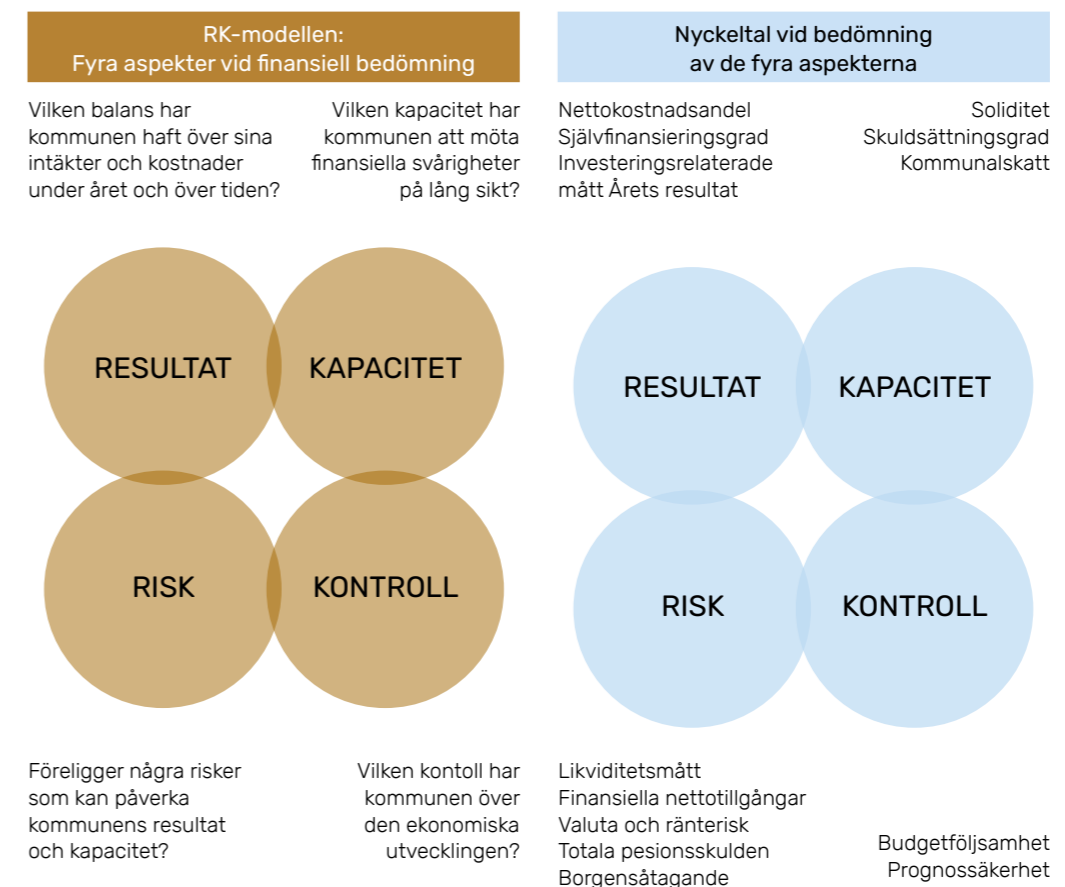 RK-modellen:
Fyra aspekter vid finansiell bedömning
Vilken balans har
kommunen haft över sina
intäkter och kostnader
under året och över tiden?
Vilken kapacitet har
kommunen att möta
finansiella svårigheter
på lång sikt?
RESULTAT
KAPACITET
RISK
KONTROLL
Föreligger några risker
som kan påverka
kommunens resultat
och kapacitet?
Vilken kontoll har
kommunen över
den ekonomiska
utvecklingen?
Nyckeltal vid bedömning
av de fyra aspekterna
Nettokostnadsandel
Självfinansieringsgrad
Investeringsrelaterade
mått Årets resultat
Soliditet
Skuldsättningsgrad
Kommunalskatt
RESULTAT
KAPACITET
RISK
KONTROLL
Likviditetsmått
Finansiella nettotillgångar
Valuta och ränterisk
Totala pesionsskulden
Borgensåtagande
Budgetföljsamhet
Prognossäkerhet